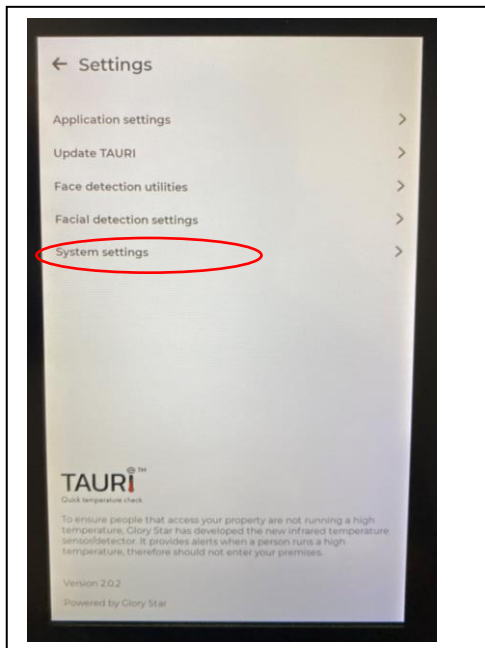 ← Settings
Application settings >
Update TAURI >
Face detection utilities >
Facial detection settings >
System settings >
TAURI™
Quick temperature check
To ensure people that access your property are not running a high
temperature, Glory Star has developed the new infrared temperature
sensor/detector. It provides alerts when a person runs a high
temperature, therefore should not enter your premises.
Version 2.0.2
Powered by Glory Star